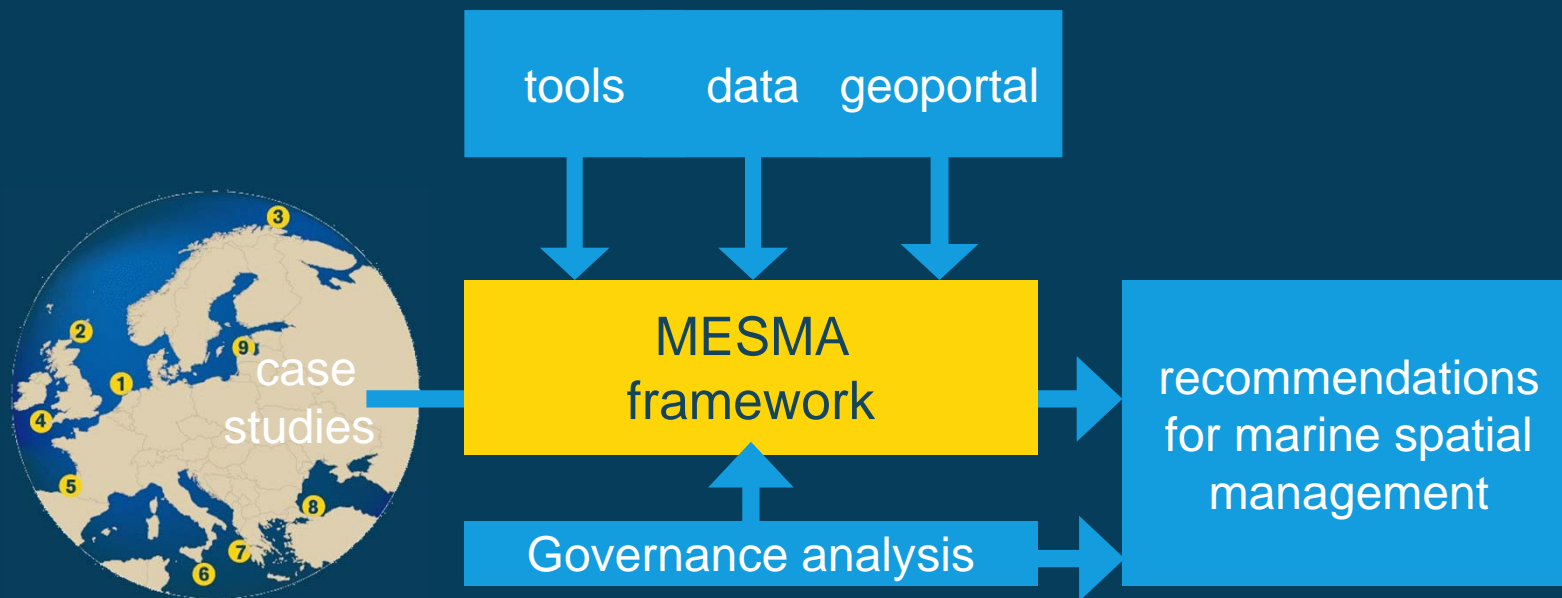 tools data geoportal
3
2
9
1
4
5
8
7
6
case
studies
MESMA
framework
Governance analysis
recommendations
for marine spatial
management